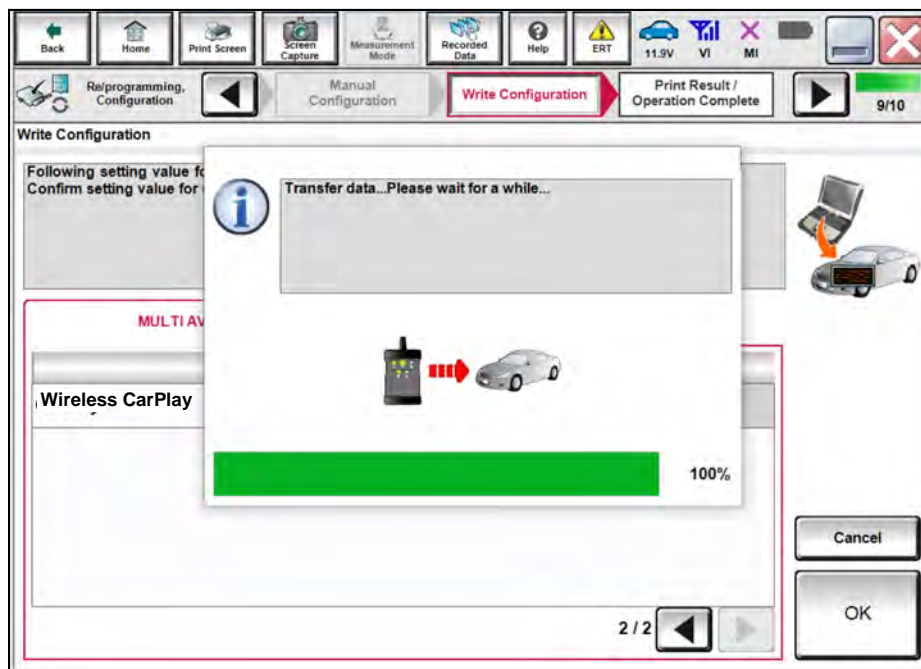 Back
Home
Print Screen
Screen Capture
Measurement Mode
Recorded Data
Help
ERT
11.9V
VI
MI
Re/programming, Configuration
Manual Configuration
Write Configuration
Print Result / Operation Complete
9/10
Write Configuration
Following setting value fo
Confirm setting value for
Transfer data...Please wait for a while...
MULTI AV
Wireless CarPlay
100%
Cancel
2 / 2
OK